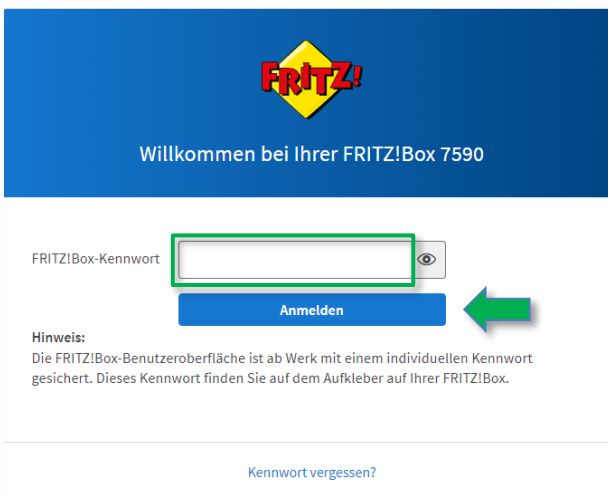 FRITZ!
Willkommen bei Ihrer FRITZ!Box 7590
FRITZ!Box-Kennwort
Anmelden
Hinweis:
Die FRITZ!Box-Benutzeroberfläche ist ab Werk mit einem individuellen Kennwort
gesichert. Dieses Kennwort finden Sie auf dem Aufkleber auf Ihrer FRITZ!Box.
Kennwort vergessen?